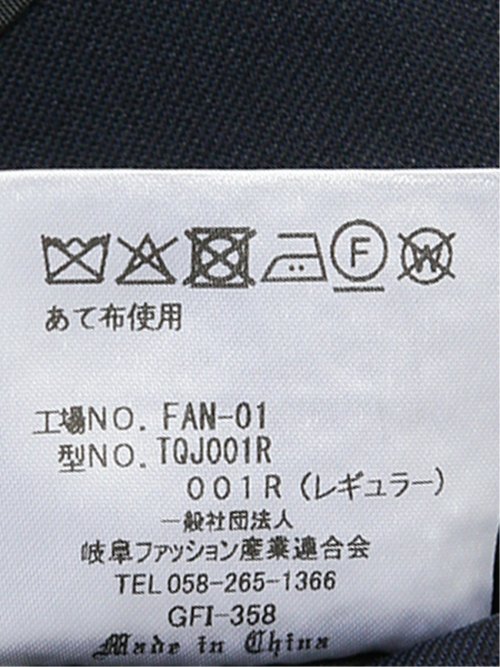 F W
あて布使用
工場NO. FAN-01
型NO. TQJ001R
001R (レギュラー)
一般社団法人
岐阜ファッション産業連合会
TEL 058-265-1366
GFI-358
Made in China